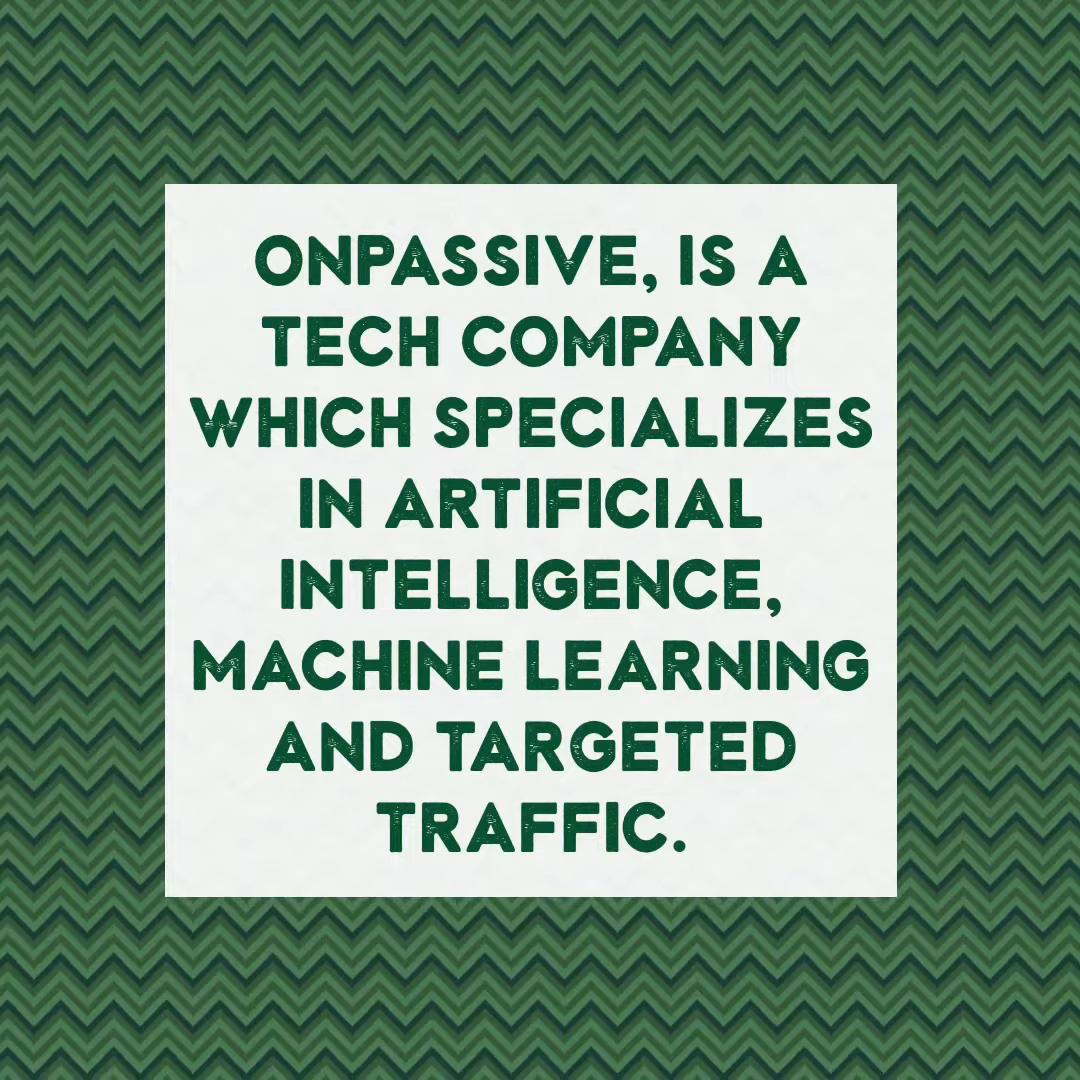 ONPASSIVE, IS A
TECH COMPANY
WHICH SPECIALIZES
IN ARTIFICIAL
INTELLIGENCE,
MACHINE LEARNING
AND TARGETED
TRAFFIC.